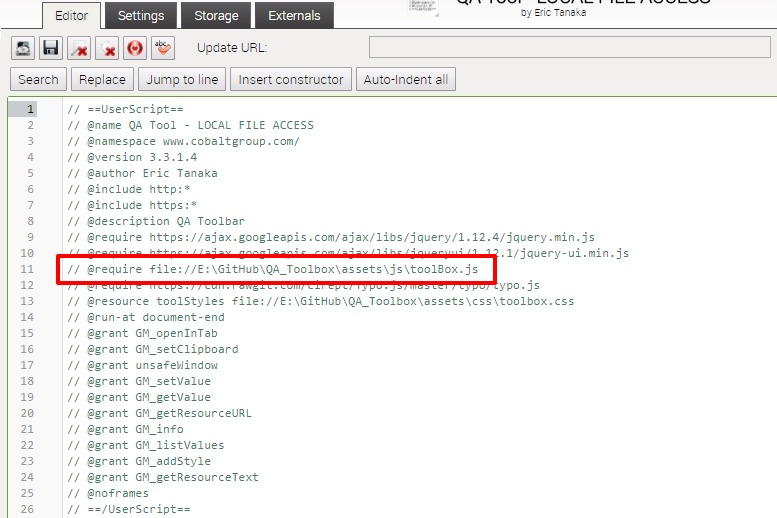 Editor Settings Storage Externals
by Eric Tanaka
Update URL:
Search Replace Jump to line Insert constructor Auto-Indent all
1 // ==UserScript==
2 // @name QA Tool - LOCAL FILE ACCESS
3 // @namespace www.cobaltgroup.com/
4 // @version 3.3.1.4
5 // @author Eric Tanaka
6 // @include http:*
7 // @include https:*
8 // @description QA Toolbar
9 // @require https://ajax.googleapis.com/ajax/libs/jquery/1.12.4/jquery.min.js
10 // @require https://ajax.googleapis.com/ajax/libs/jqueryui/1.12.1/jquery-ui.min.js
11 // @require file://E:\GitHub\QA_Toolbox\assets\js\toolBox.js
12 // @require https://cdn.rawgit.com/cirept/Typo.js/master/typo/typo.js
13 // @resource toolStyles file://E:\GitHub\QA_Toolbox\assets\css\toolbox.css
14 // @run-at document-end
15 // @grant GM_openInTab
16 // @grant GM_setClipboard
17 // @grant unsafeWindow
18 // @grant GM_setValue
19 // @grant GM_getValue
20 // @grant GM_getResourceURL
21 // @grant GM_info
22 // @grant GM_listValues
23 // @grant GM_addStyle
24 // @grant GM_getResourceText
25 // @noframes
26 // ==/UserScript==